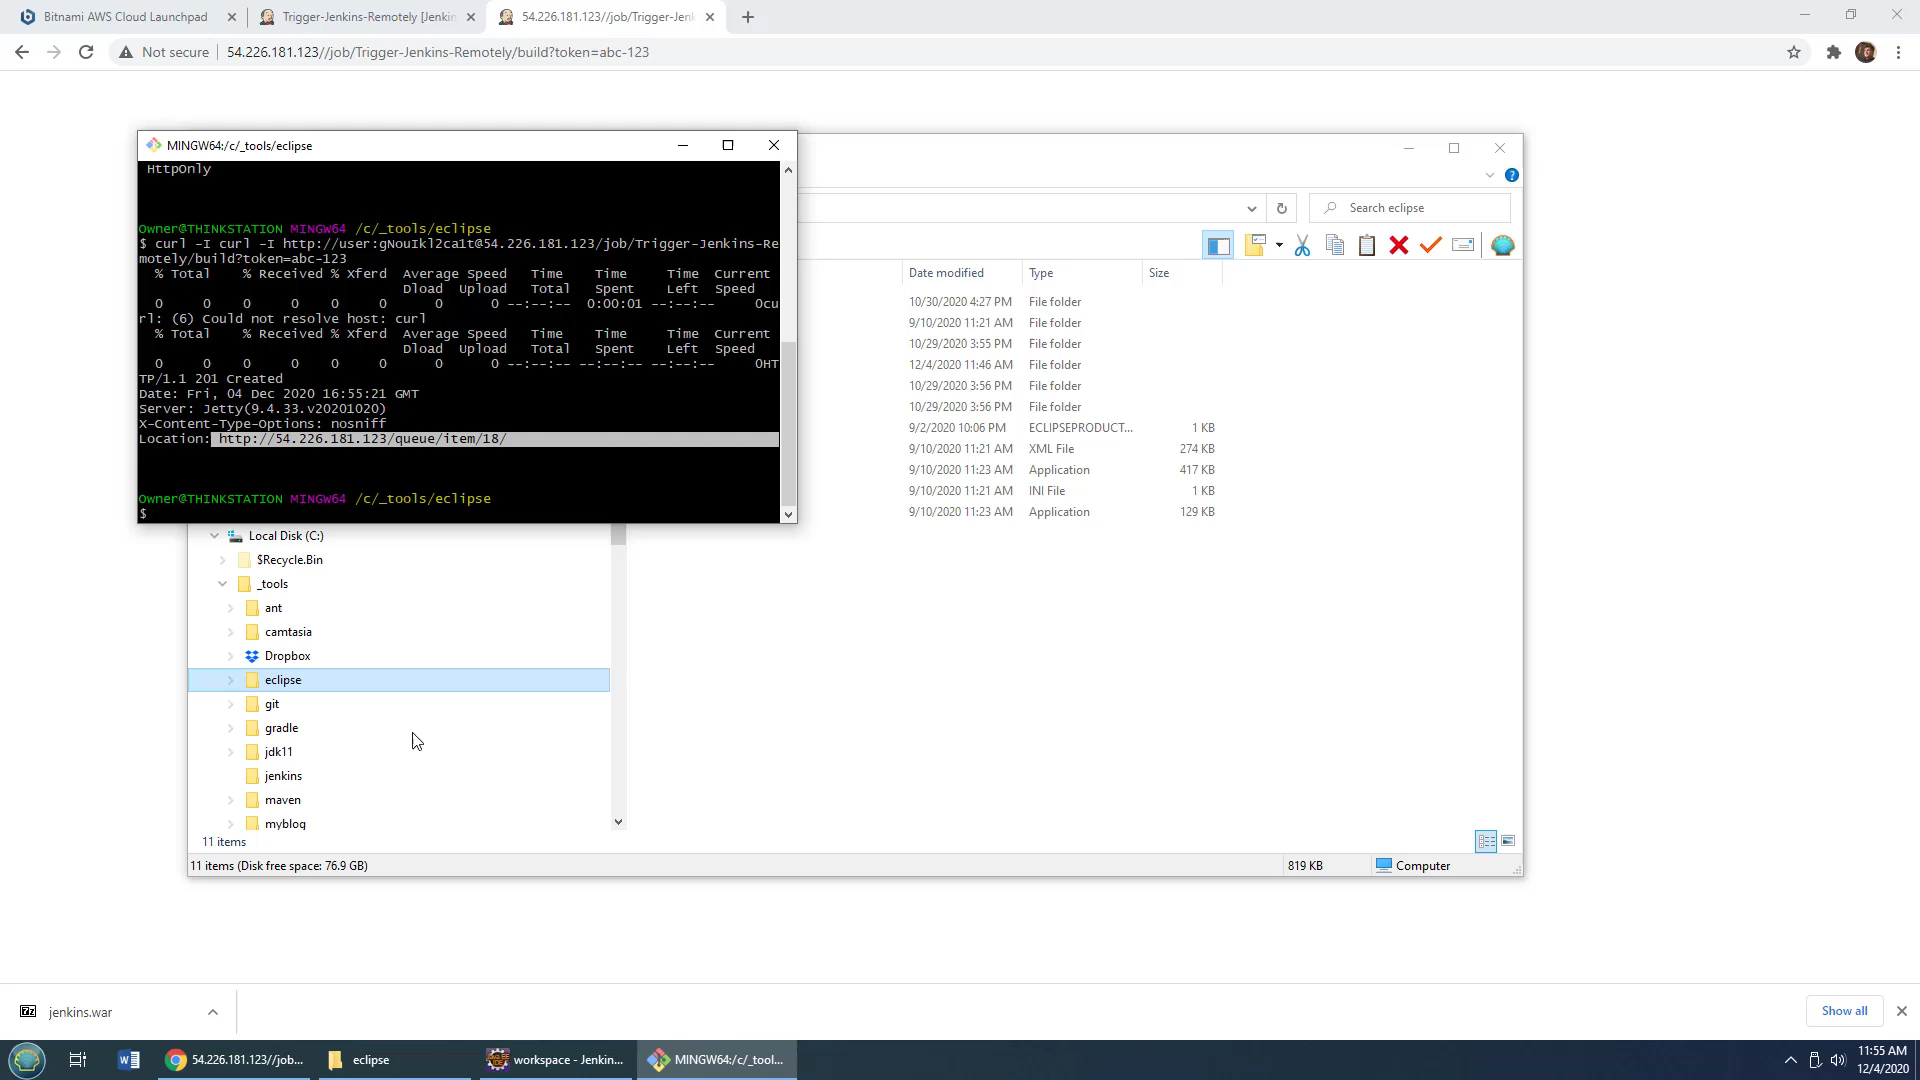 Bitnami AWS Cloud Launchpad
Trigger-Jenkins-Remotely [Jenkin
54.226.181.123//job/Trigger-Jenk
Not secure
54.226.181.123//job/Trigger-Jenkins-Remotely/build?token=abc-123
MINGW64:/c/_tools/eclipse
HttpOnly
Owner@THINKSTATION MINGW64 /c/_tools/eclipse
$ curl -I curl -I http://user:gNouIkl2ca1t@54.226.181.123/job/Trigger-Jenkins-Re
motely/build?token=abc-123
% Total % Received % Xferd Average Speed Time Time Time Current
Dload Upload Total Spent Left Speed
0 0 0 0 0 0 0 0 --:--:-- 0:00:01 --:--:-- 0cu
rl: (6) Could not resolve host: curl
% Total % Received % Xferd Average Speed Time Time Time Current
Dload Upload Total Spent Left Speed
0 0 0 0 0 0 0 0 --:--:-- --:--:-- --:--:-- 0HT
TP/1.1 201 Created
Date: Fri, 04 Dec 2020 16:55:21 GMT
Server: Jetty(9.4.33.v20201020)
X-Content-Type-Options: nosniff
Location: http://54.226.181.123/queue/item/18/
Owner@THINKSTATION MINGW64 /c/_tools/eclipse
$
Search eclipse
Date modified Type Size
10/30/2020 4:27 PM File folder
9/10/2020 11:21 AM File folder
10/29/2020 3:55 PM File folder
12/4/2020 11:46 AM File folder
10/29/2020 3:56 PM File folder
10/29/2020 3:56 PM File folder
9/2/2020 10:06 PM ECLIPSEPRODUCT... 1 KB
9/10/2020 11:21 AM XML File 274 KB
9/10/2020 11:23 AM Application 417 KB
9/10/2020 11:21 AM INI File 1 KB
9/10/2020 11:23 AM Application 129 KB
Local Disk (C:)
$Recycle.Bin
_tools
ant
camtasia
Dropbox
eclipse
git
gradle
jdk11
jenkins
maven
myblog
11 items
11 items (Disk free space: 76.9 GB)
819 KB
Computer
jenkins.war
Show all
54.226.181.123//job...
eclipse
workspace - Jenkin...
MINGW64:/c/_tool...
11:55 AM
12/4/2020